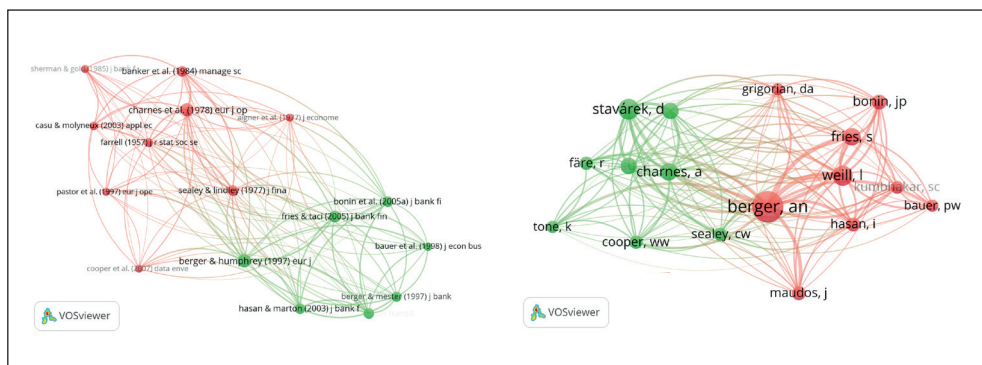 sherman & gold (1985) j bank f
banker et al. (1984) manage sc
charnes et al. (1978) eur j op
aigner et al. (1977) j econome
casu & molyneux (2003) appl ec
farrell (1957) j r stat soc se
pastor et al. (1997) eur j ope
sealey & lindley (1977) j fina
bonin et al. (2005a) j bank fi
fries & taci (2005) j bank fin
bauer et al. (1998) j econ bus
berger & humphrey (1997) eur j
cooper et al. (2007) data enve
berger & mester (1997) j bank
hasan & marton (2003) j bank f
VOSviewer
grigorian, da
bonin, jp
stavárek, d
fries, s
färe, r
charnes, a
weill, l
kumbhakar, sc
berger, an
bauer, pw
tone, k
hasan, i
sealey, cw
cooper, ww
maudos, j
VOSviewer